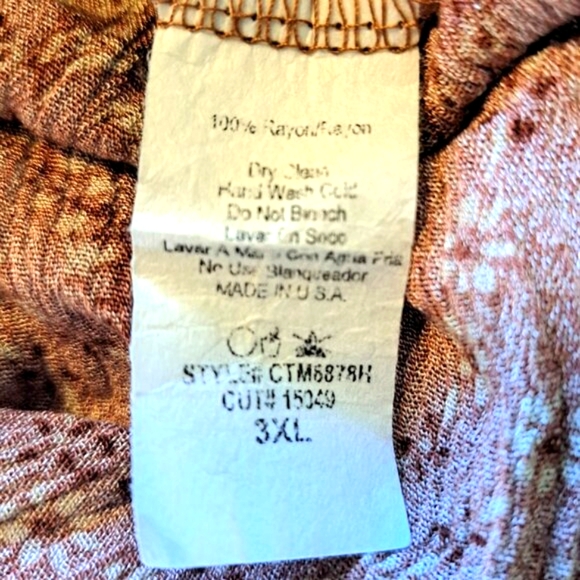 100% Rayon/Rayon
Dry Clean
Hand Wash Cold
Do Not Bleach
Lavar En Seco
Lavar A Mano Con Agua Fria
No Use Blanqueador
MADE IN U.S.A.
STYLE# CTM6878H
CUT# 15049
3XL